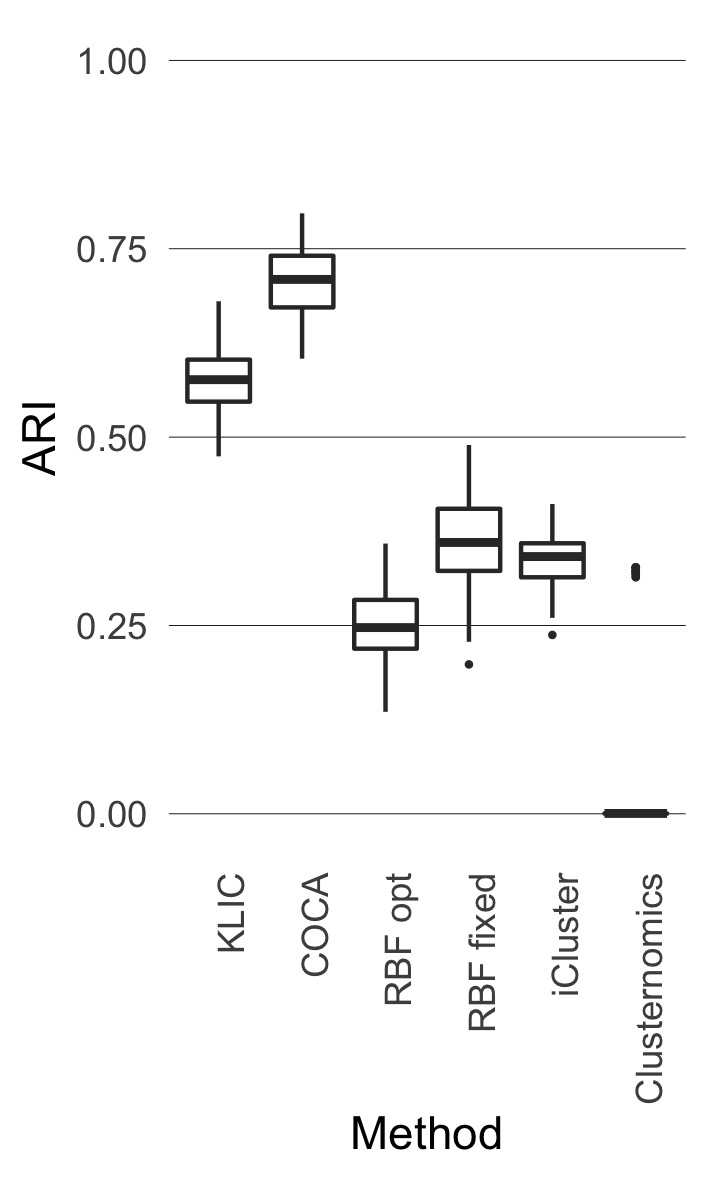 1.00
0.75
0.50
0.25
0.00
ARI
KLIC
COCA
RBF opt
RBF fixed
iCluster
Clusternomics
Method